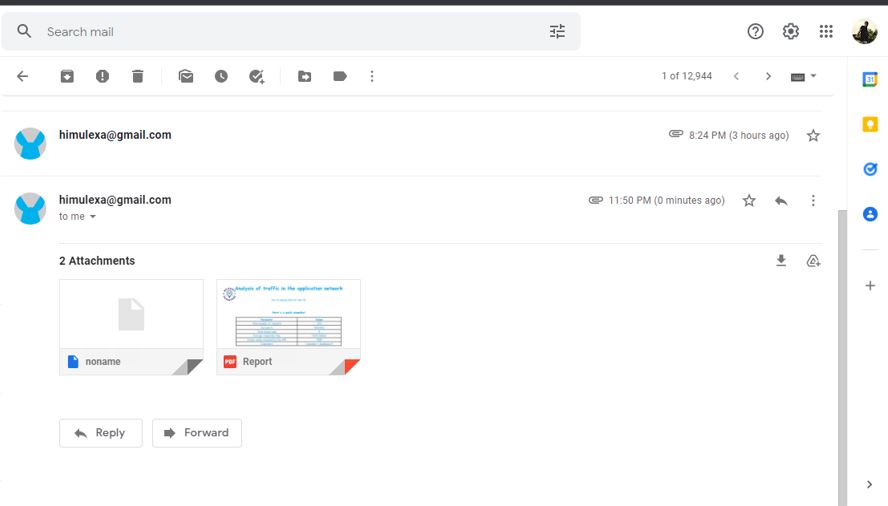 Search mail
1 of 12,944
himulexa@gmail.com
8:24 PM (3 hours ago)
himulexa@gmail.com
11:50 PM (0 minutes ago)
to me
2 Attachments
Analysis of traffic in the application network
noname
PDF
Report
Reply
Forward
31